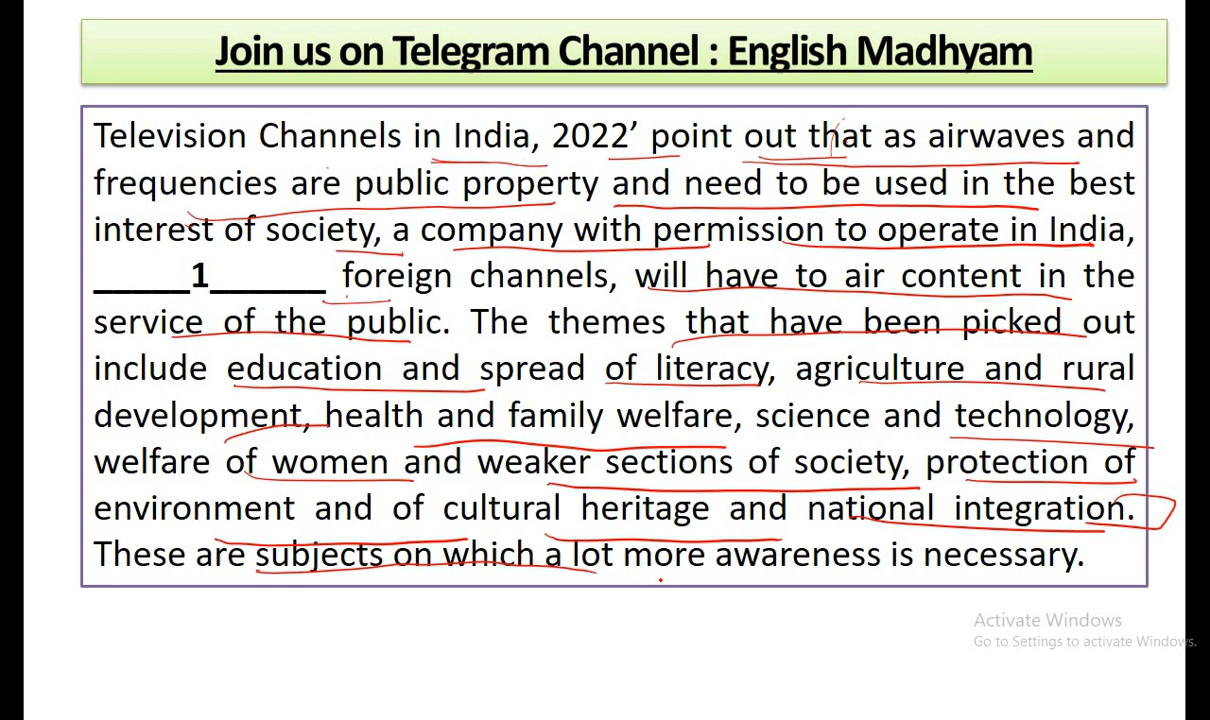 Join us on Telegram Channel : English Madhyam
Television Channels in India, 2022’ point out that as airwaves and
frequencies are public property and need to be used in the best
interest of society, a company with permission to operate in India,
_____1______ foreign channels, will have to air content in the
service of the public. The themes that have been picked out
include education and spread of literacy, agriculture and rural
development, health and family welfare, science and technology,
welfare of women and weaker sections of society, protection of
environment and of cultural heritage and national integration.
These are subjects on which a lot more awareness is necessary.
Activate Windows
Go to Settings to activate Windows.